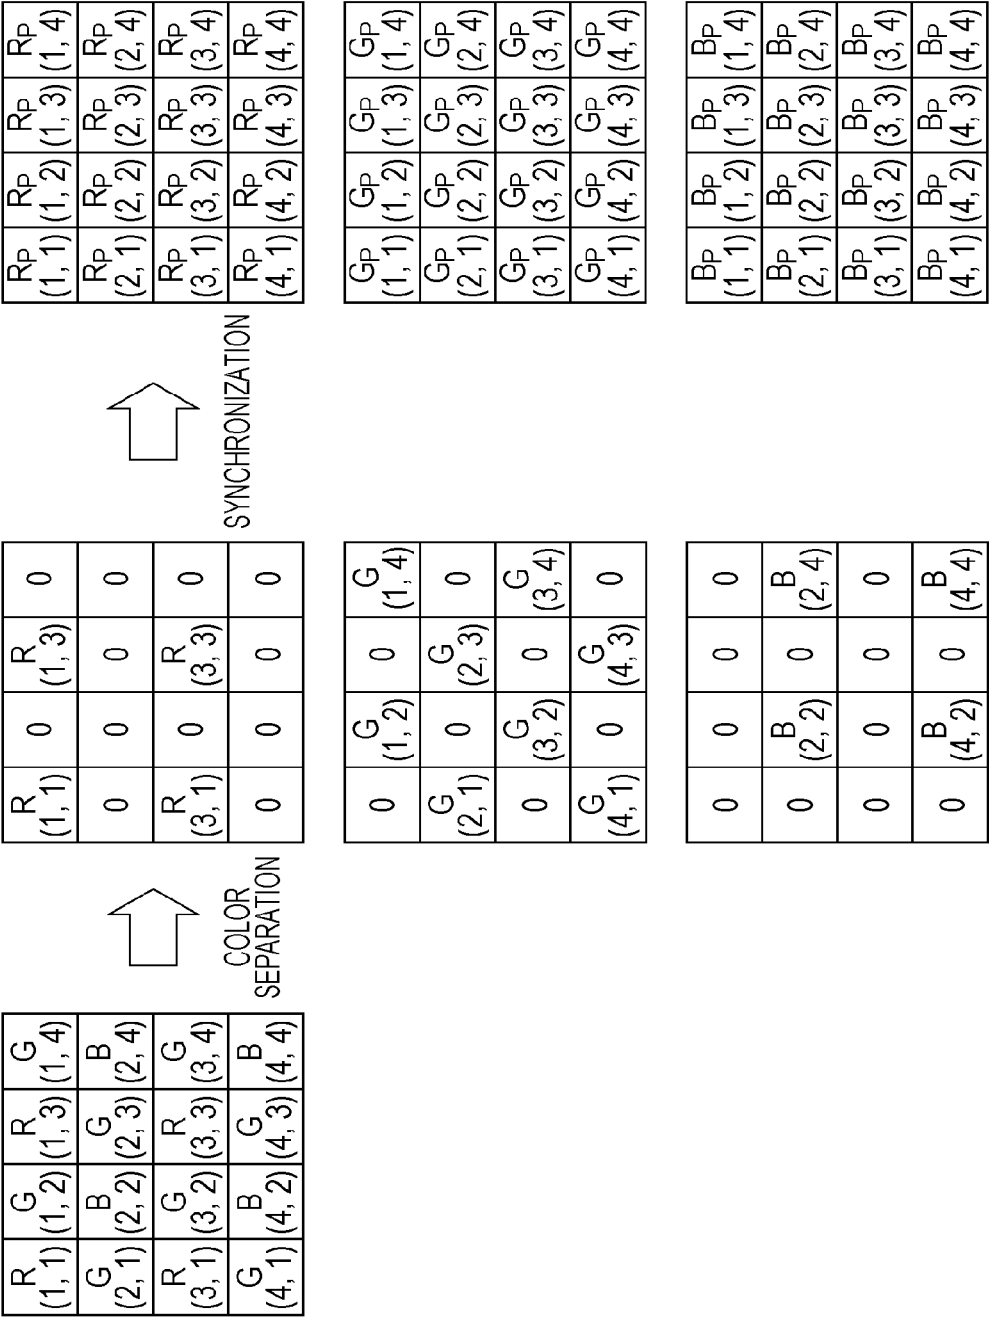 R G R G
(1, 1) (1, 2) (1, 3) (1, 4)
G B G B
(2, 1) (2, 2) (2, 3) (2, 4)
R G R G
(3, 1) (3, 2) (3, 3) (3, 4)
G B G B
(4, 1) (4, 2) (4, 3) (4, 4)
COLOR
SEPARATION
R 0 R 0
(1, 1) (1, 3)
0 0 0 0
R 0 R 0
(3, 1) (3, 3)
0 0 0 0
0 G 0 G
(1, 2) (1, 4)
G 0 G 0
(2, 1) (2, 3)
0 G 0 G
(3, 2) (3, 4)
G 0 G 0
(4, 1) (4, 3)
0 0 0 0
0 B 0 B
(2, 2) (2, 4)
0 0 0 0
0 B 0 B
(4, 2) (4, 4)
SYNCHRONIZATION
RP RP RP RP
(1, 1) (1, 2) (1, 3) (1, 4)
RP RP RP RP
(2, 1) (2, 2) (2, 3) (2, 4)
RP RP RP RP
(3, 1) (3, 2) (3, 3) (3, 4)
RP RP RP RP
(4, 1) (4, 2) (4, 3) (4, 4)
GP GP GP GP
(1, 1) (1, 2) (1, 3) (1, 4)
GP GP GP GP
(2, 1) (2, 2) (2, 3) (2, 4)
GP GP GP GP
(3, 1) (3, 2) (3, 3) (3, 4)
GP GP GP GP
(4, 1) (4, 2) (4, 3) (4, 4)
BP BP BP BP
(1, 1) (1, 2) (1, 3) (1, 4)
BP BP BP BP
(2, 1) (2, 2) (2, 3) (2, 4)
BP BP BP BP
(3, 1) (3, 2) (3, 3) (3, 4)
BP BP BP BP
(4, 1) (4, 2) (4, 3) (4, 4)